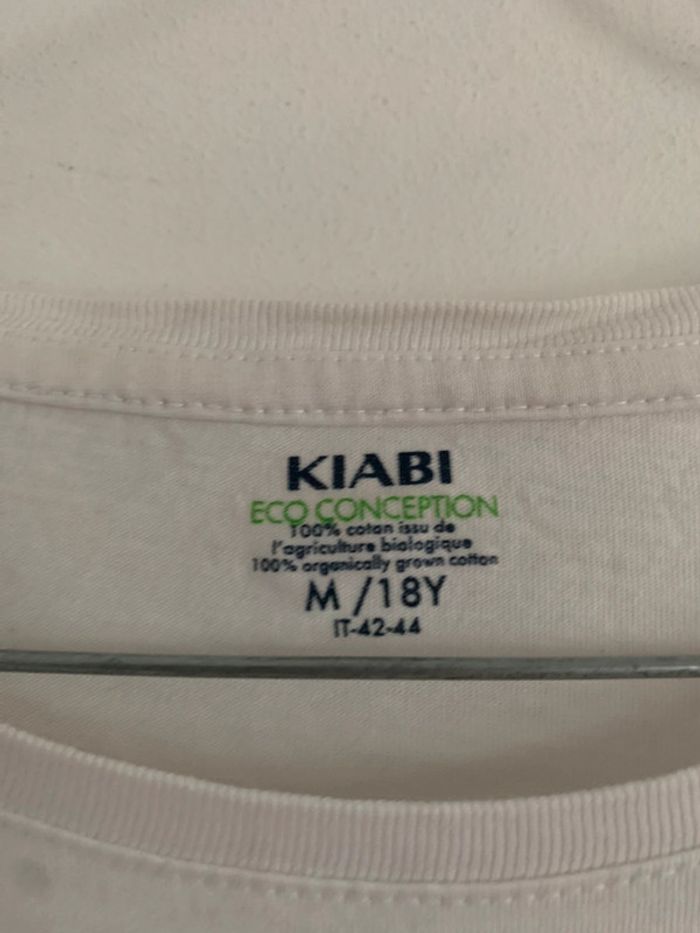 KIABI
ECO CONCEPTION
100% coton issu de
l'agriculture biologique
100% organically grown cotton
M /18Y
IT-42-44